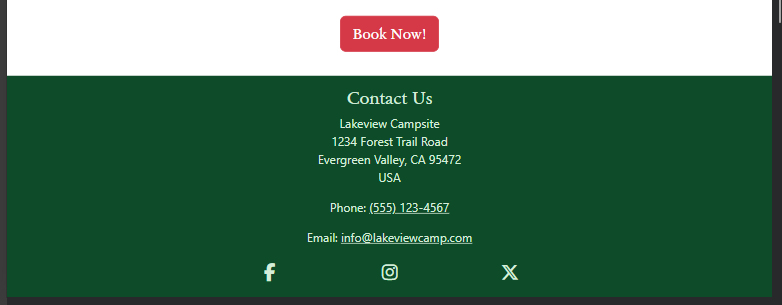 Book Now!
Contact Us
Lakeview Campsite
1234 Forest Trail Road
Evergreen Valley, CA 95472
USA
Phone: (555) 123-4567
Email: info@lakeviewcamp.com